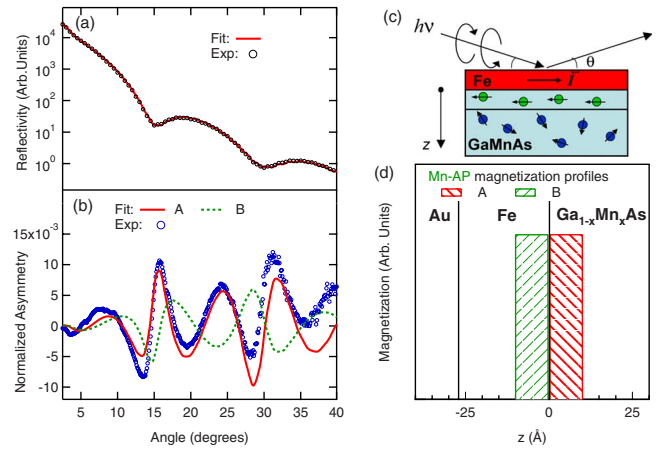 (a)
Reflectivity (Arb.Units)
10^4
10^3
10^2
10^1
10^0
Fit:
Exp:
(b)
Normalized Asymmetry
15x10^-3
10
5
0
-5
-10
Fit: A B
Exp:
5 10 15 20 25 30 35 40
Angle (degrees)
(c)
hν
θ
Fe
I
z
GaMnAs
(d)
Mn-AP magnetization profiles
A B
Au Fe Ga1-xMnxAs
Magnetization (Arb. Units)
-25 0 25
z (Å)